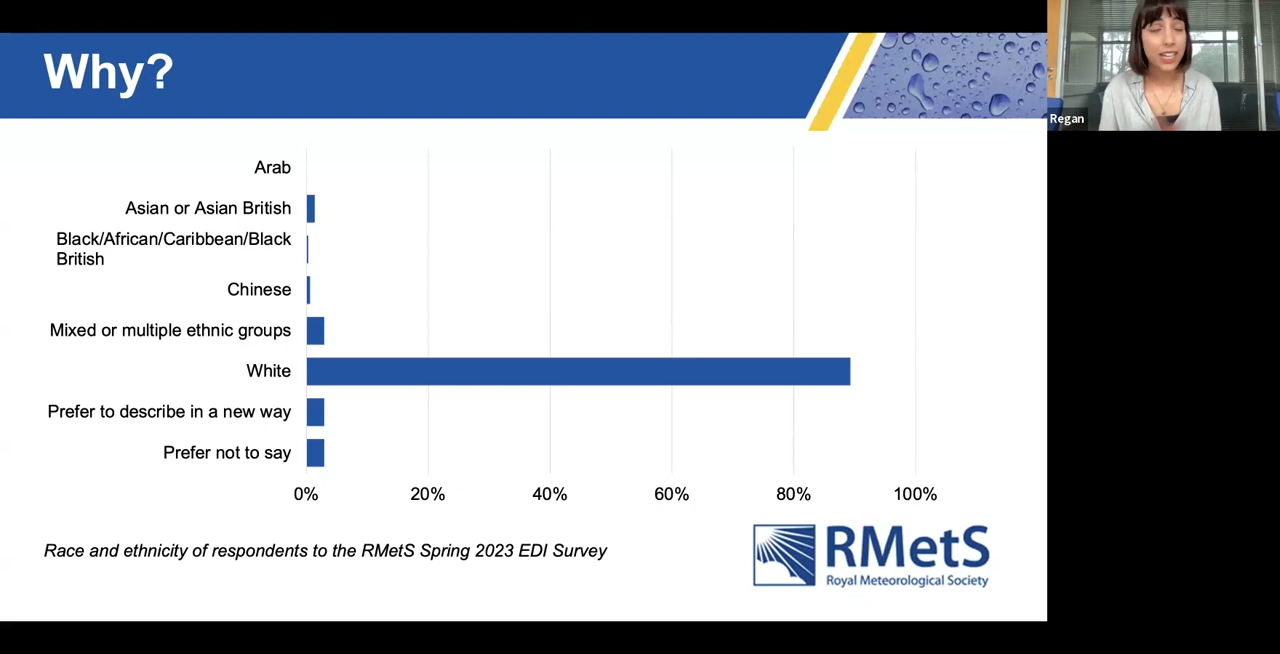 Why?
Regan
Arab
Asian or Asian British
Black/African/Caribbean/Black
British
Chinese
Mixed or multiple ethnic groups
White
Prefer to describe in a new way
Prefer not to say
0% 20% 40% 60% 80% 100%
Race and ethnicity of respondents to the RMetS Spring 2023 EDI Survey
RMetS
Royal Meteorological Society